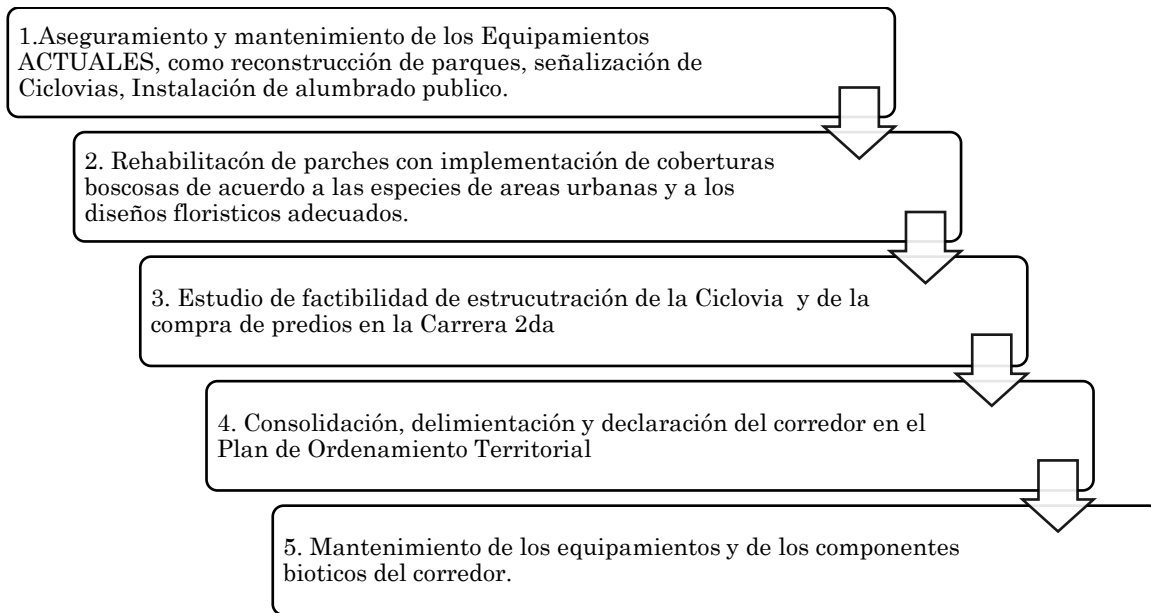 1.Aseguramiento y mantenimiento de los Equipamientos
ACTUALES, como reconstrucción de parques, señalización de
Ciclovias, Instalación de alumbrado publico.
2. Rehabilitacón de parches con implementación de coberturas
boscosas de acuerdo a las especies de areas urbanas y a los
diseños floristicos adecuados.
3. Estudio de factibilidad de estrucutración de la Ciclovia y de la
compra de predios en la Carrera 2da
4. Consolidación, delimientación y declaración del corredor en el
Plan de Ordenamiento Territorial
5. Mantenimiento de los equipamientos y de los componentes
bioticos del corredor.